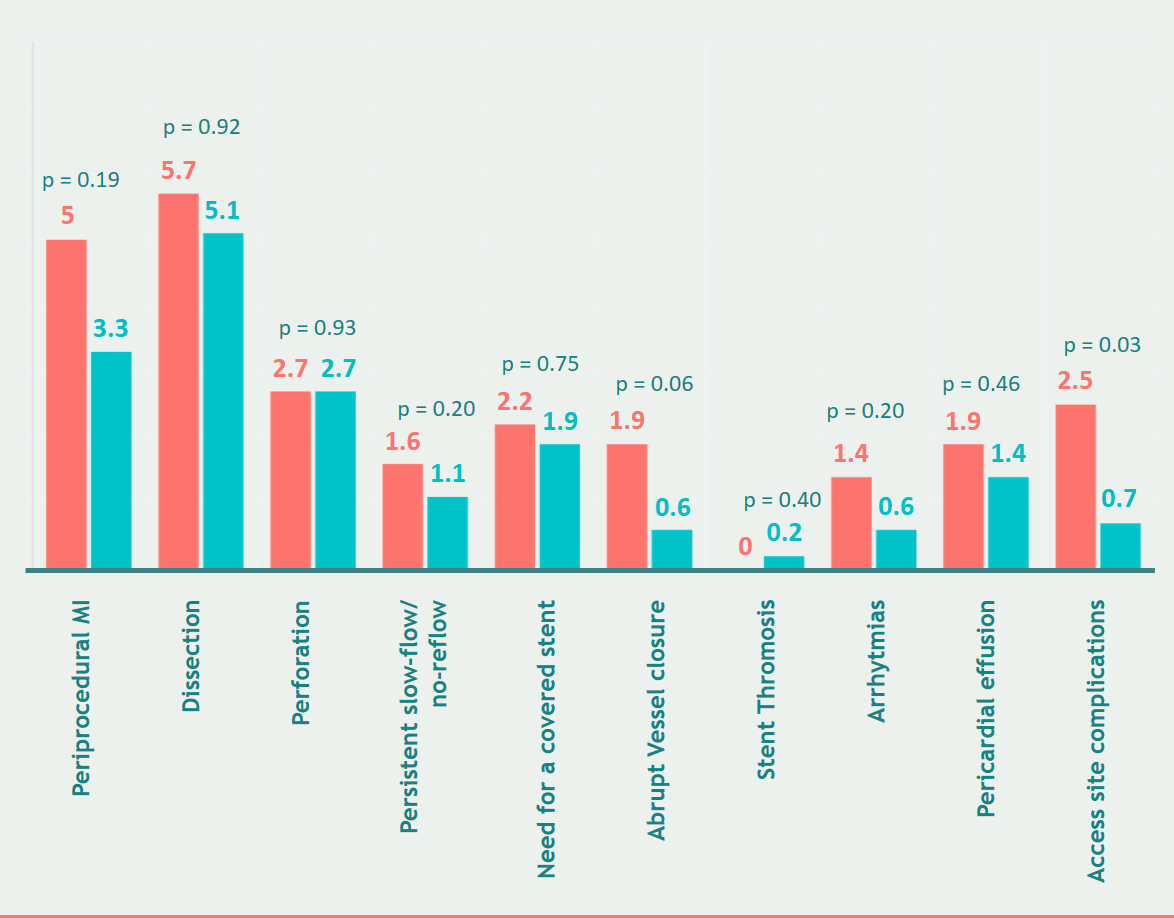 p = 0.92
5.7
5.1
p = 0.19
5
3.3
p = 0.93
2.7 2.7
p = 0.20
1.6
1.1
p = 0.75
2.2
1.9
p = 0.06
1.9
0.6
p = 0.40
0
0.2
p = 0.20
1.4
0.6
p = 0.46
1.9
1.4
p = 0.03
2.5
0.7
Periprocedural MI
Dissection
Perforation
Persistent slow-flow/
no-reflow
Need for a covered stent
Abrupt Vessel closure
Stent Thromosis
Arrhytmias
Pericardial effusion
Access site complications